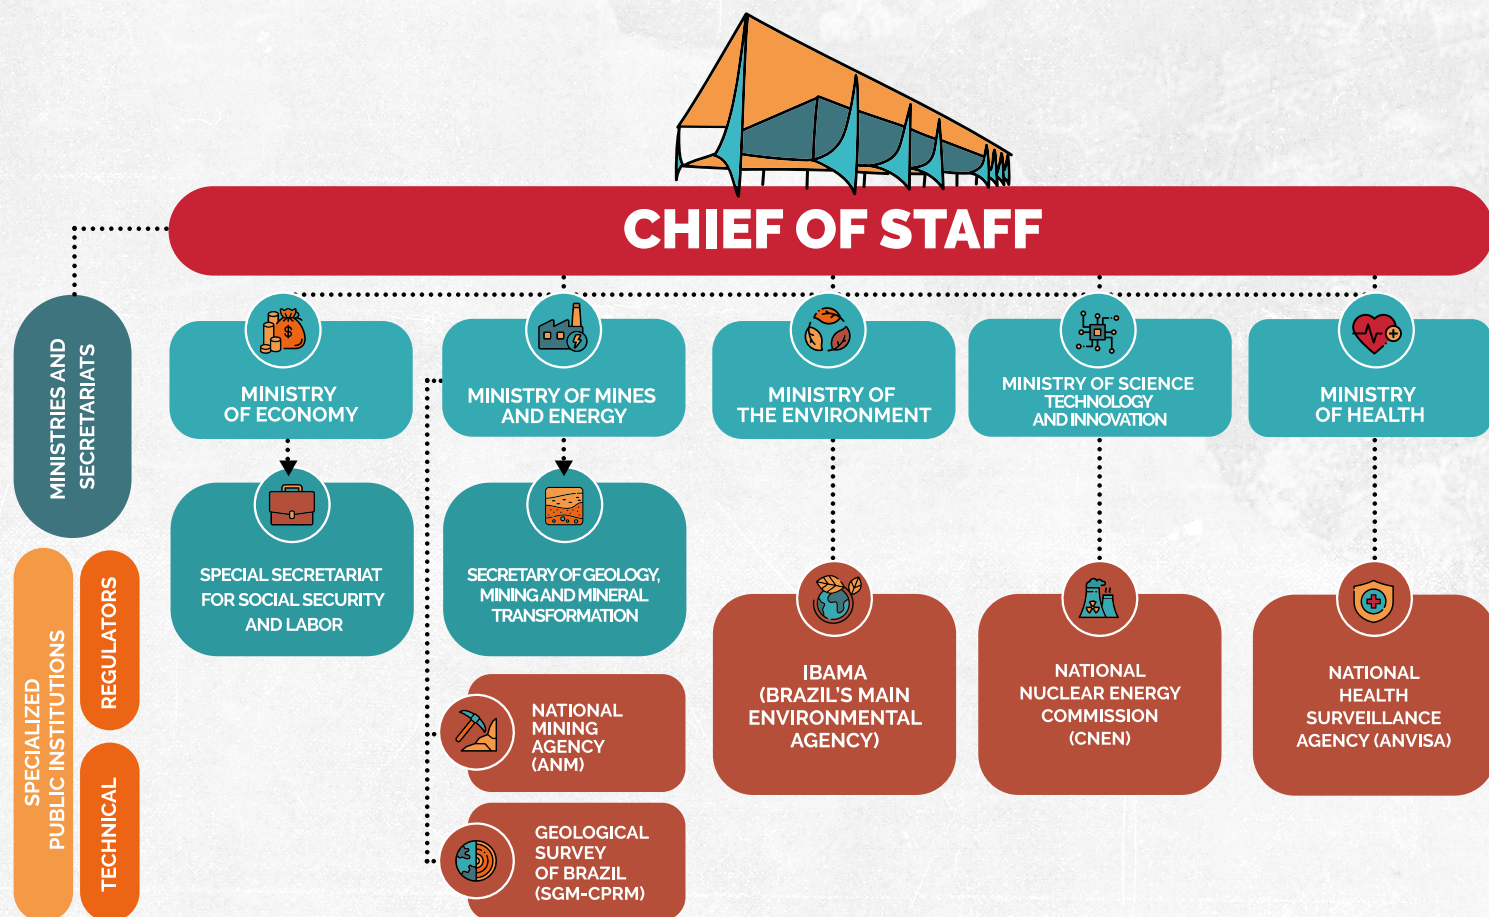 CHIEF OF STAFF
MINISTRIES AND
SECRETARIATS
MINISTRY
OF ECONOMY
MINISTRY OF MINES
AND ENERGY
MINISTRY OF
THE ENVIRONMENT
MINISTRY OF SCIENCE
TECHNOLOGY
AND INNOVATION
MINISTRY
OF HEALTH
$
SPECIAL SECRETARIAT
FOR SOCIAL SECURITY
AND LABOR
SECRETARY OF GEOLOGY,
MINING AND MINERAL
TRANSFORMATION
SPECIALIZED
PUBLIC INSTITUTIONS
REGULATORS
TECHNICAL
NATIONAL
MINING
AGENCY
(ANM)
GEOLOGICAL
SURVEY
OF BRAZIL
(SGM-CPRM)
IBAMA
(BRAZIL'S MAIN
ENVIRONMENTAL
AGENCY)
NATIONAL
NUCLEAR ENERGY
COMMISSION
(CNEN)
NATIONAL
HEALTH
SURVEILLANCE
AGENCY (ANVISA)